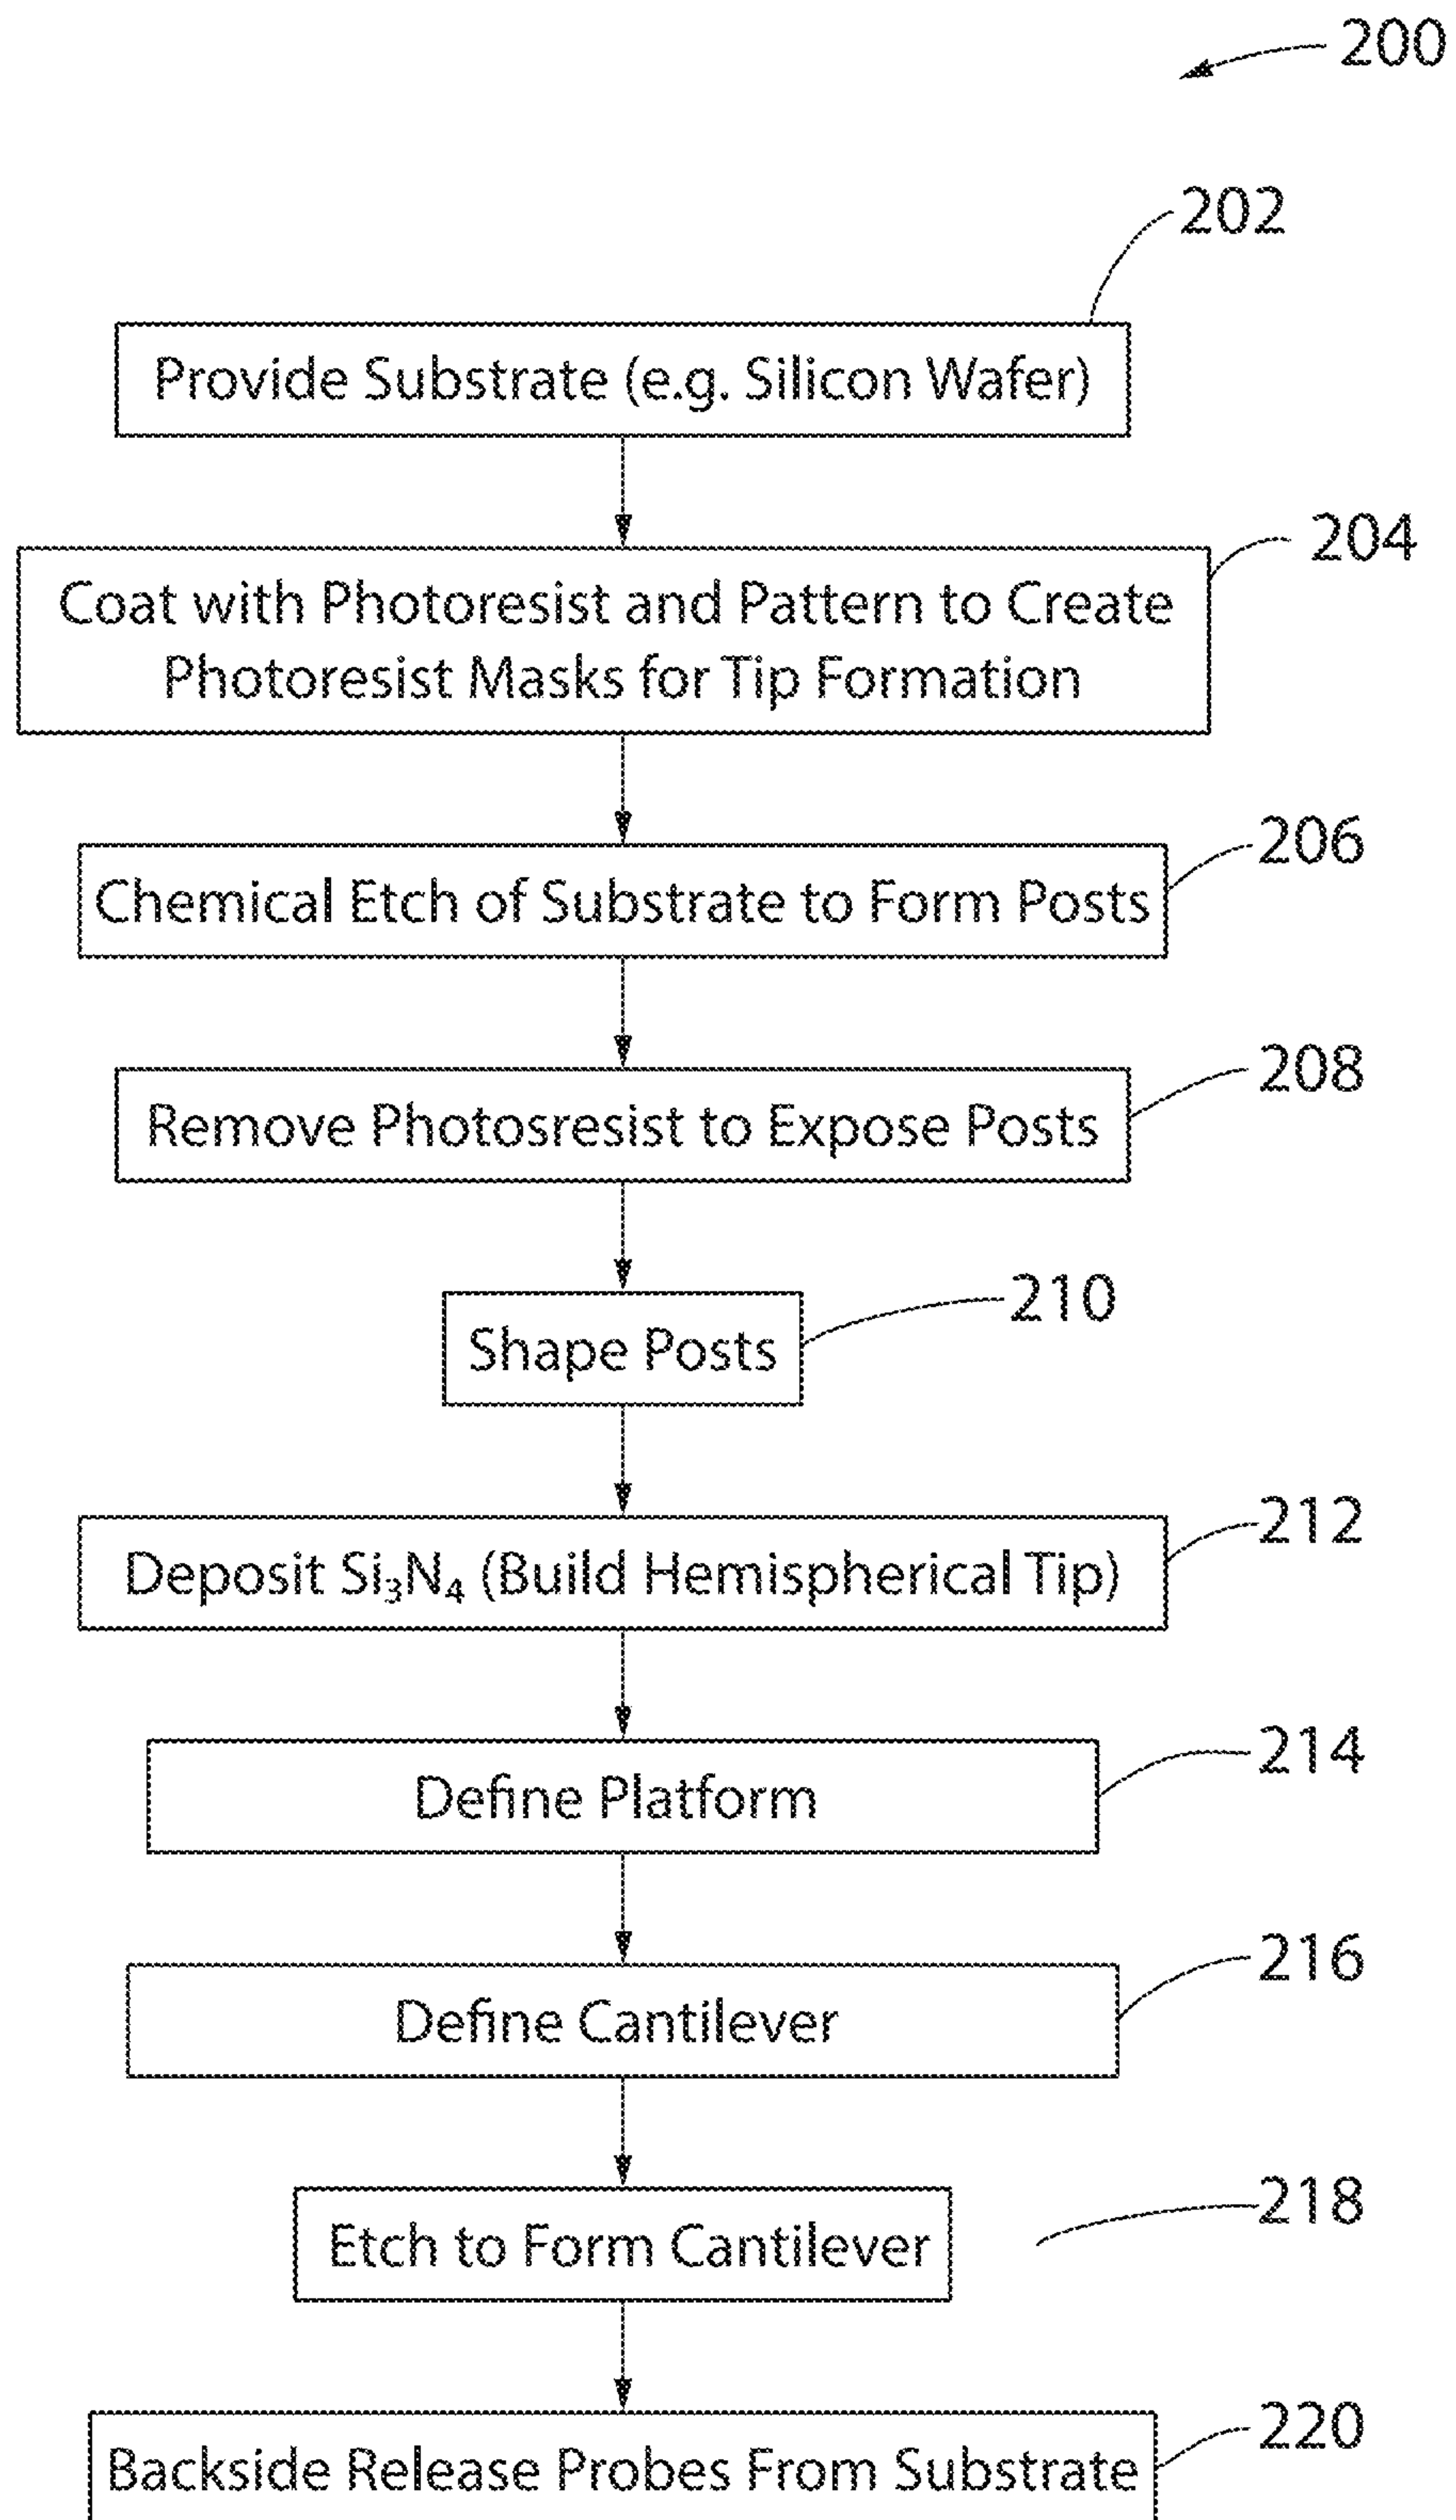 200
202
Provide Substrate (e.g. Silicon Wafer)
204
Coat with Photoresist and Pattern to Create
Photoresist Masks for Tip Formation
206
Chemical Etch of Substrate to Form Posts
208
Remove Photosresist to Expose Posts
210
Shape Posts
212
Deposit Si₃N₄ (Build Hemispherical Tip)
214
Define Platform
216
Define Cantilever
218
Etch to Form Cantilever
220
Backside Release Probes From Substrate